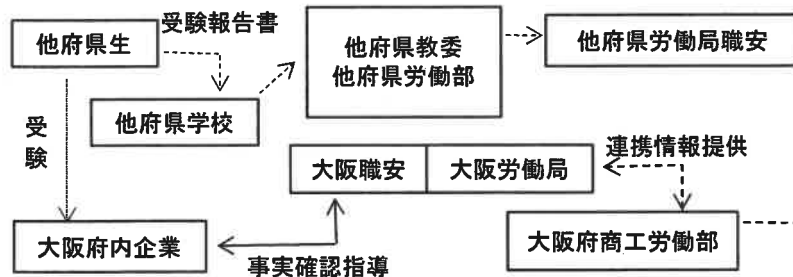 他府県生
受験報告書
他府県教委
他府県労働部
他府県労働局職安
他府県学校
受験
大阪職安
大阪労働局
連携情報提供
大阪府内企業
事実確認指導
大阪府商工労働部